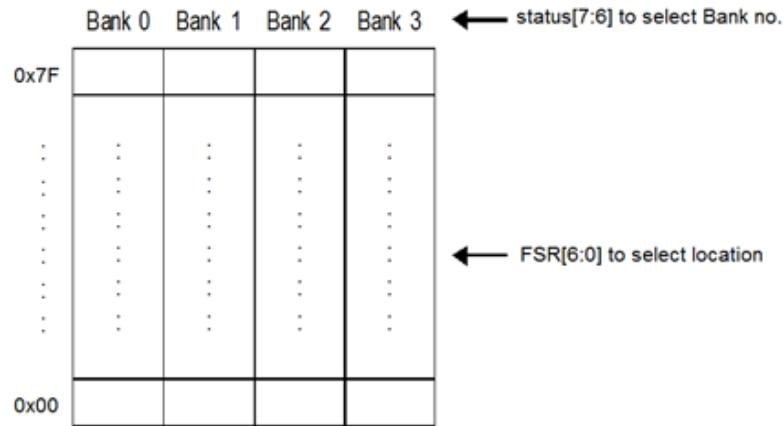 Bank 0 Bank 1 Bank 2 Bank 3 status[7:6] to select Bank no.
0x7F
FSR[6:0] to select location
0x00